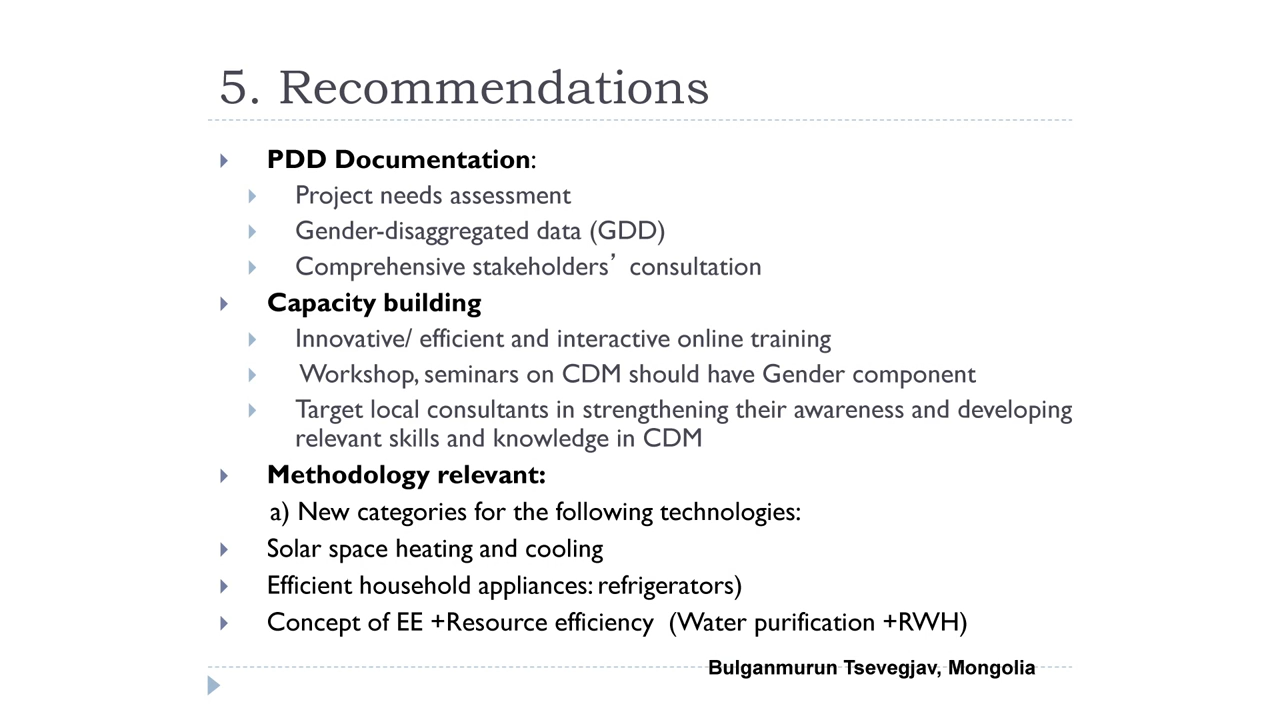 5. Recommendations
PDD Documentation:
Project needs assessment
Gender-disaggregated data (GDD)
Comprehensive stakeholders’ consultation
Capacity building
Innovative/ efficient and interactive online training
Workshop, seminars on CDM should have Gender component
Target local consultants in strengthening their awareness and developing
relevant skills and knowledge in CDM
Methodology relevant:
a) New categories for the following technologies:
Solar space heating and cooling
Efficient household appliances: refrigerators)
Concept of EE +Resource efficiency (Water purification +RWH)
Bulganmurun Tsevegjav, Mongolia